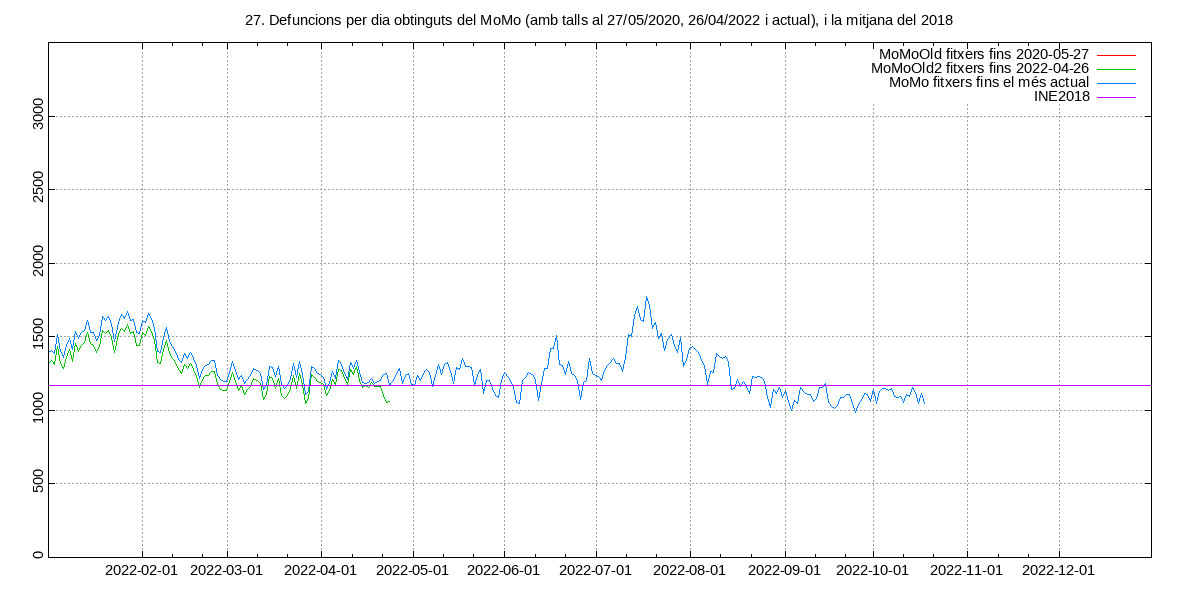 27. Defuncions per dia obtinguts del MoMo (amb talls al 27/05/2020, 26/04/2022 i actual), i la mitjana del 2018
MoMoOld fitxers fins 2020-05-27
MoMoOld2 fitxers fins 2022-04-26
MoMo fitxers fins el més actual
INE2018
3000
2500
2000
1500
1000
500
0
2022-02-01 2022-03-01 2022-04-01 2022-05-01 2022-06-01 2022-07-01 2022-08-01 2022-09-01 2022-10-01 2022-11-01 2022-12-01